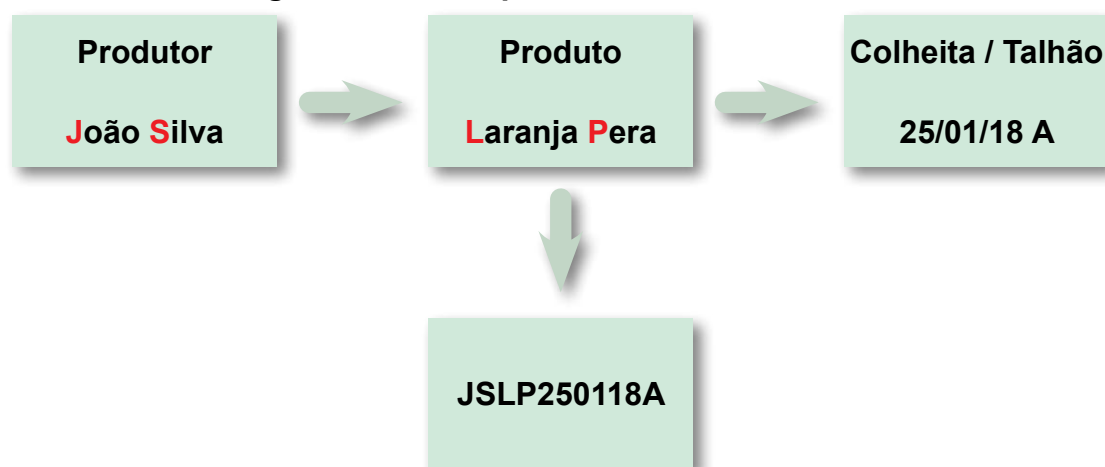 Produtor
João Silva
Produto
Laranja Pera
Colheita / Talhão
25/01/18 A
JSLP250118A